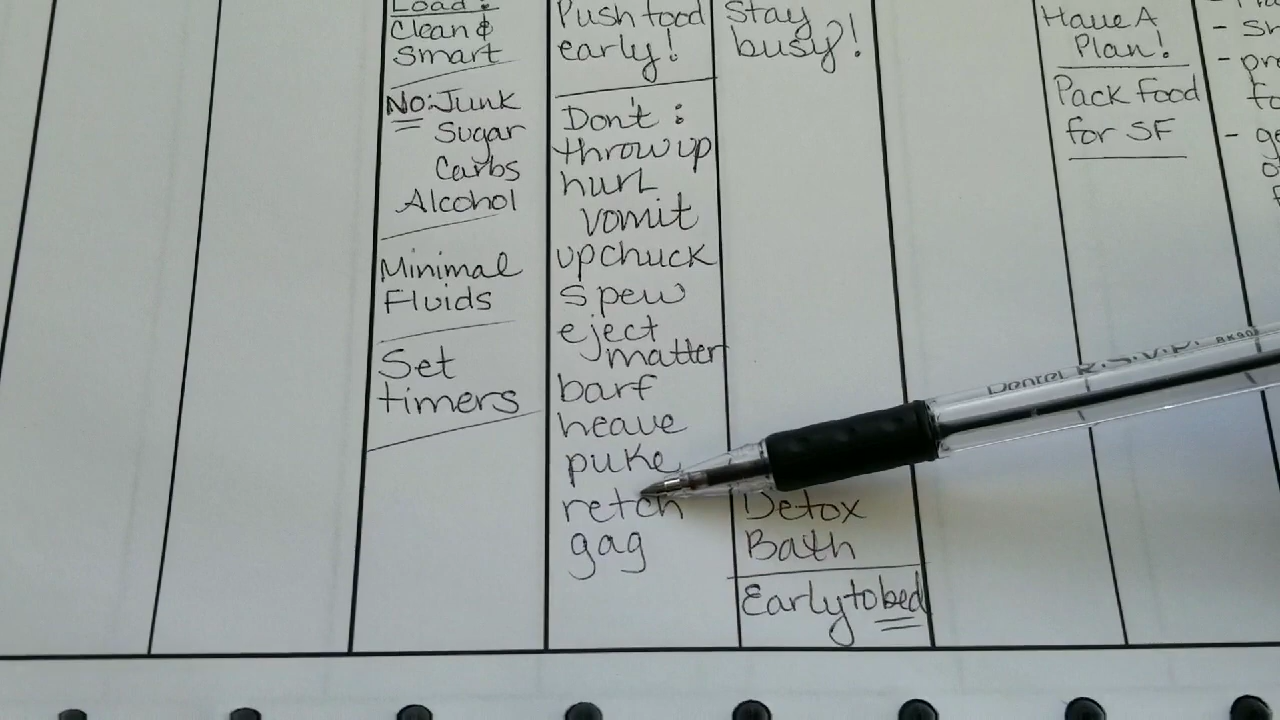 Load:
Clean &
Smart
No: Junk
Sugar
Carbs
Alcohol
Minimal
Fluids
Set
timers
Push food
early!
Don't:
throw up
hurl
vomit
upchuck
spew
eject
matter
barf
heave
puke
retch
gag
Stay
busy!
Detox
Bath
Early to bed
Have A
Plan!
Pack Food
for SF
Pentel R.S.V.P.